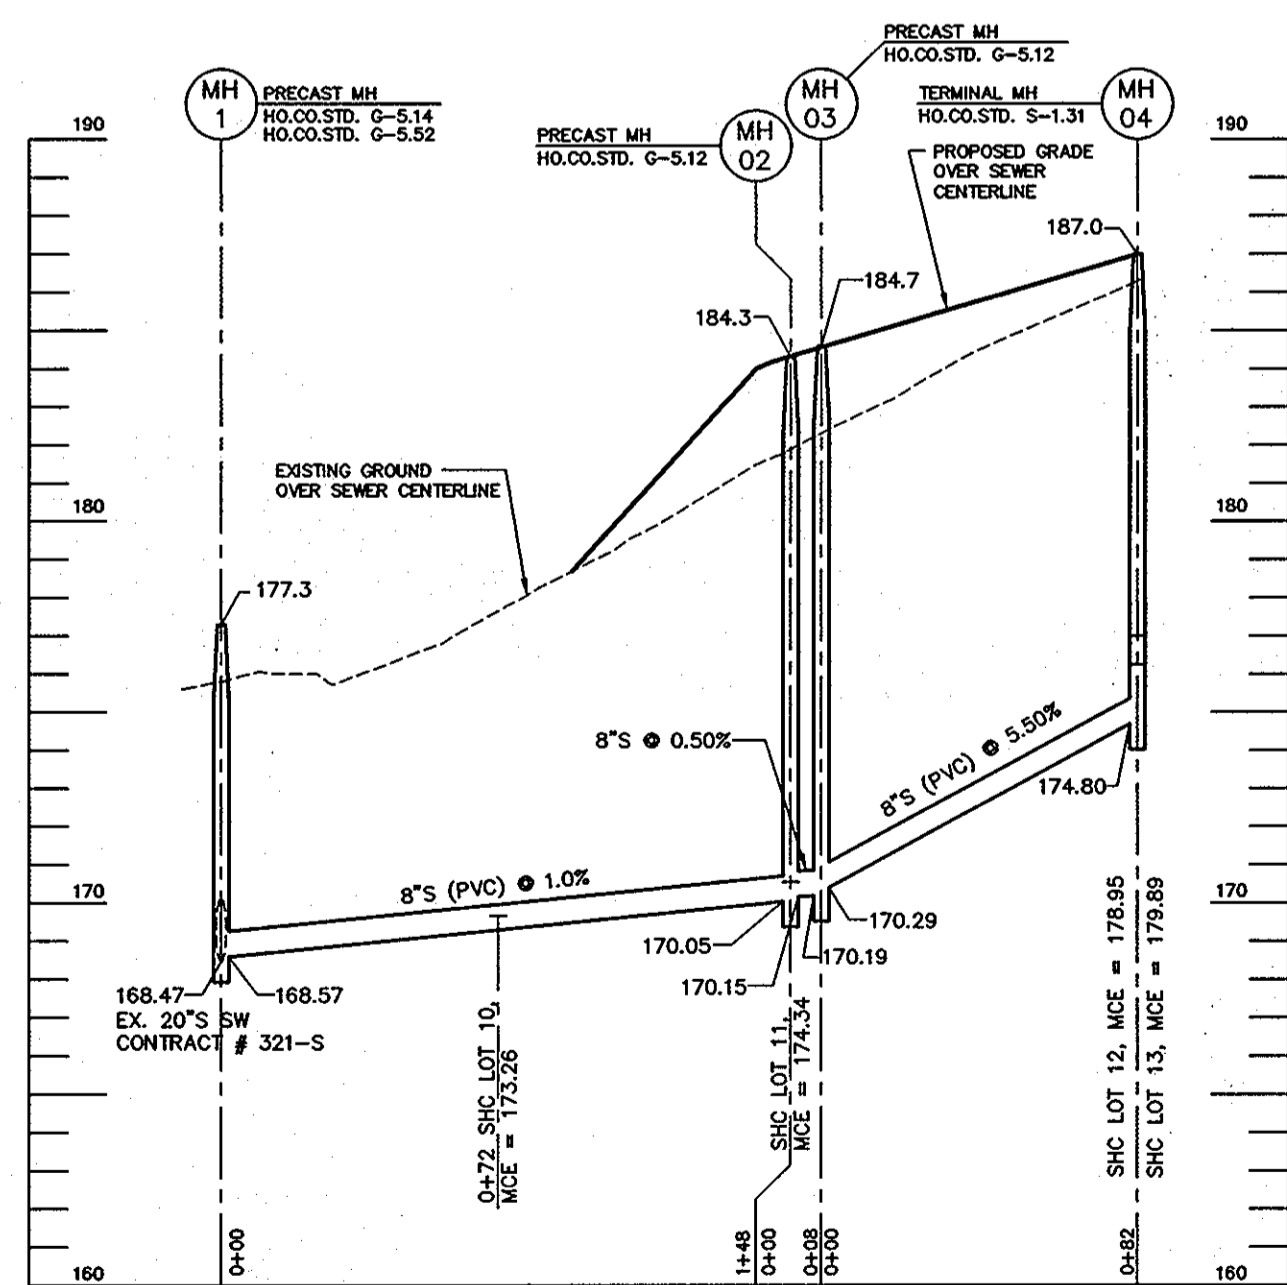 PRECAST MH
HO.CO.STD. G-5.12
MH
1
PRECAST MH
HO.CO.STD. G-5.14
HO.CO.STD. G-5.52
MH
03
TERMINAL MH
HO.CO.STD. S-1.31
MH
04
PRECAST MH
HO.CO.STD. G-5.12
MH
02
190
190
PROPOSED GRADE
OVER SEWER
CENTERLINE
187.0
184.7
184.3
EXISTING GROUND
OVER SEWER CENTERLINE
180
180
177.3
8"S @ 0.50%
8"S (PVC) @ 5.50%
174.80
8"S (PVC) @ 1.0%
170
170
170.29
170.05
170.19
170.15
168.47
168.57
EX. 20"S SW
CONTRACT # 321-S
0+72 SHC LOT 10,
MCE = 173.26
SHC LOT 11,
MCE = 174.34
SHC LOT 12, MCE = 178.95
SHC LOT 13, MCE = 179.89
0+00
1+48
0+00
0+08
0+00
0+82
160
160